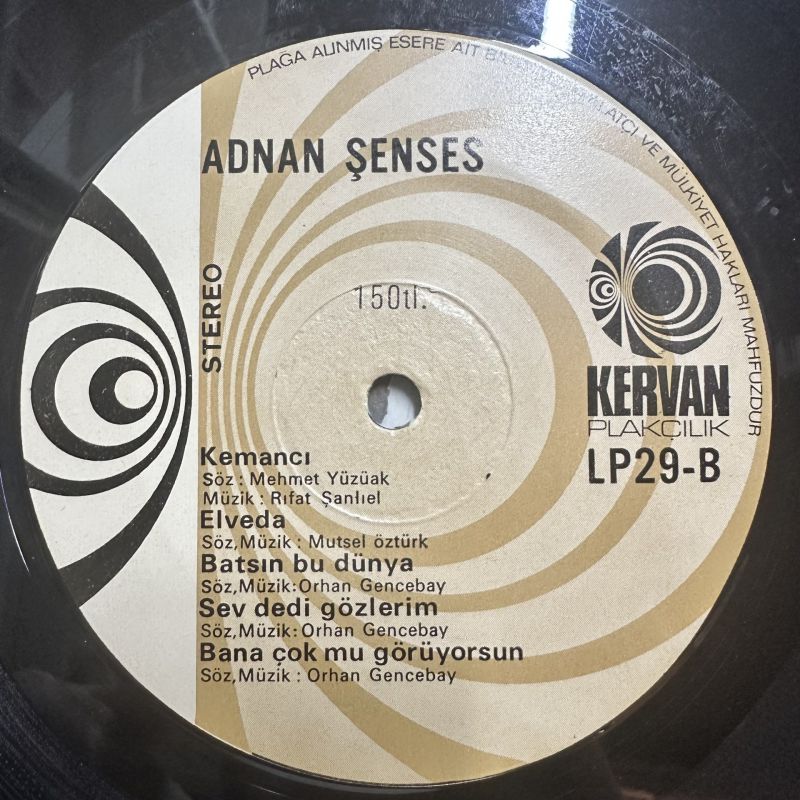 PLAĞA ALINMIŞ ESERE AİT
ATÇI VE MÜLKİYET HAKLARI MAHFUZDUR
ADNAN ŞENSES
STEREO
150tl.
KERVAN
PLAKÇILIK
LP29-B
Kemancı
Söz : Mehmet Yüzüak
Müzik : Rıfat Şanlıel
Elveda
Söz,Müzik : Mutsel öztürk
Batsın bu dünya
Söz,Müzik:Orhan Gencebay
Sev dedi gözlerim
Söz,Müzik:Orhan Gencebay
Bana çok mu görüyorsun
Söz,Müzik : Orhan Gencebay